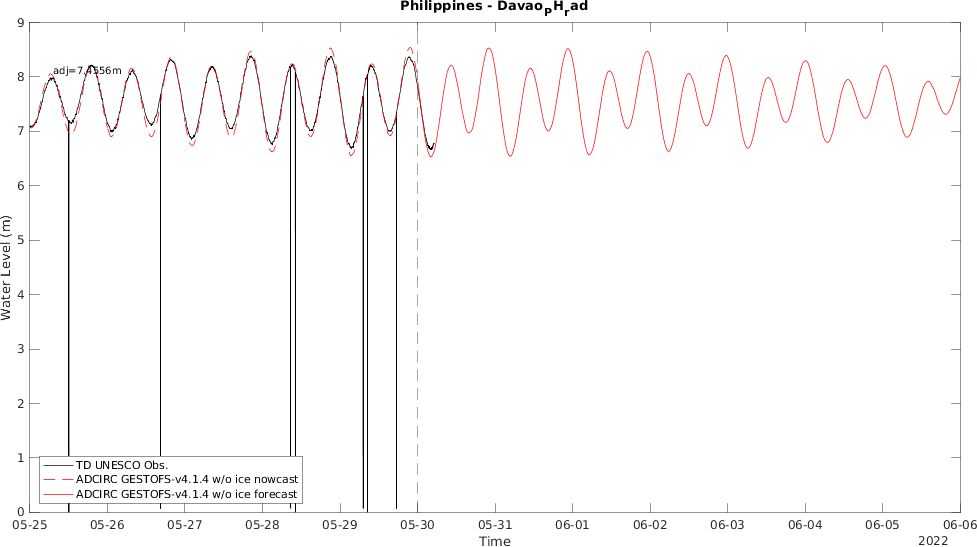 Philippines - DavaoPHrad
9
8
7
6
5
4
3
2
1
0
Water Level (m)
adj=7.4556m
TD UNESCO Obs.
ADCIRC GESTOFS-v4.1.4 w/o ice nowcast
ADCIRC GESTOFS-v4.1.4 w/o ice forecast
05-25 05-26 05-27 05-28 05-29 05-30 05-31 06-01 06-02 06-03 06-04 06-05 06-06
Time
2022